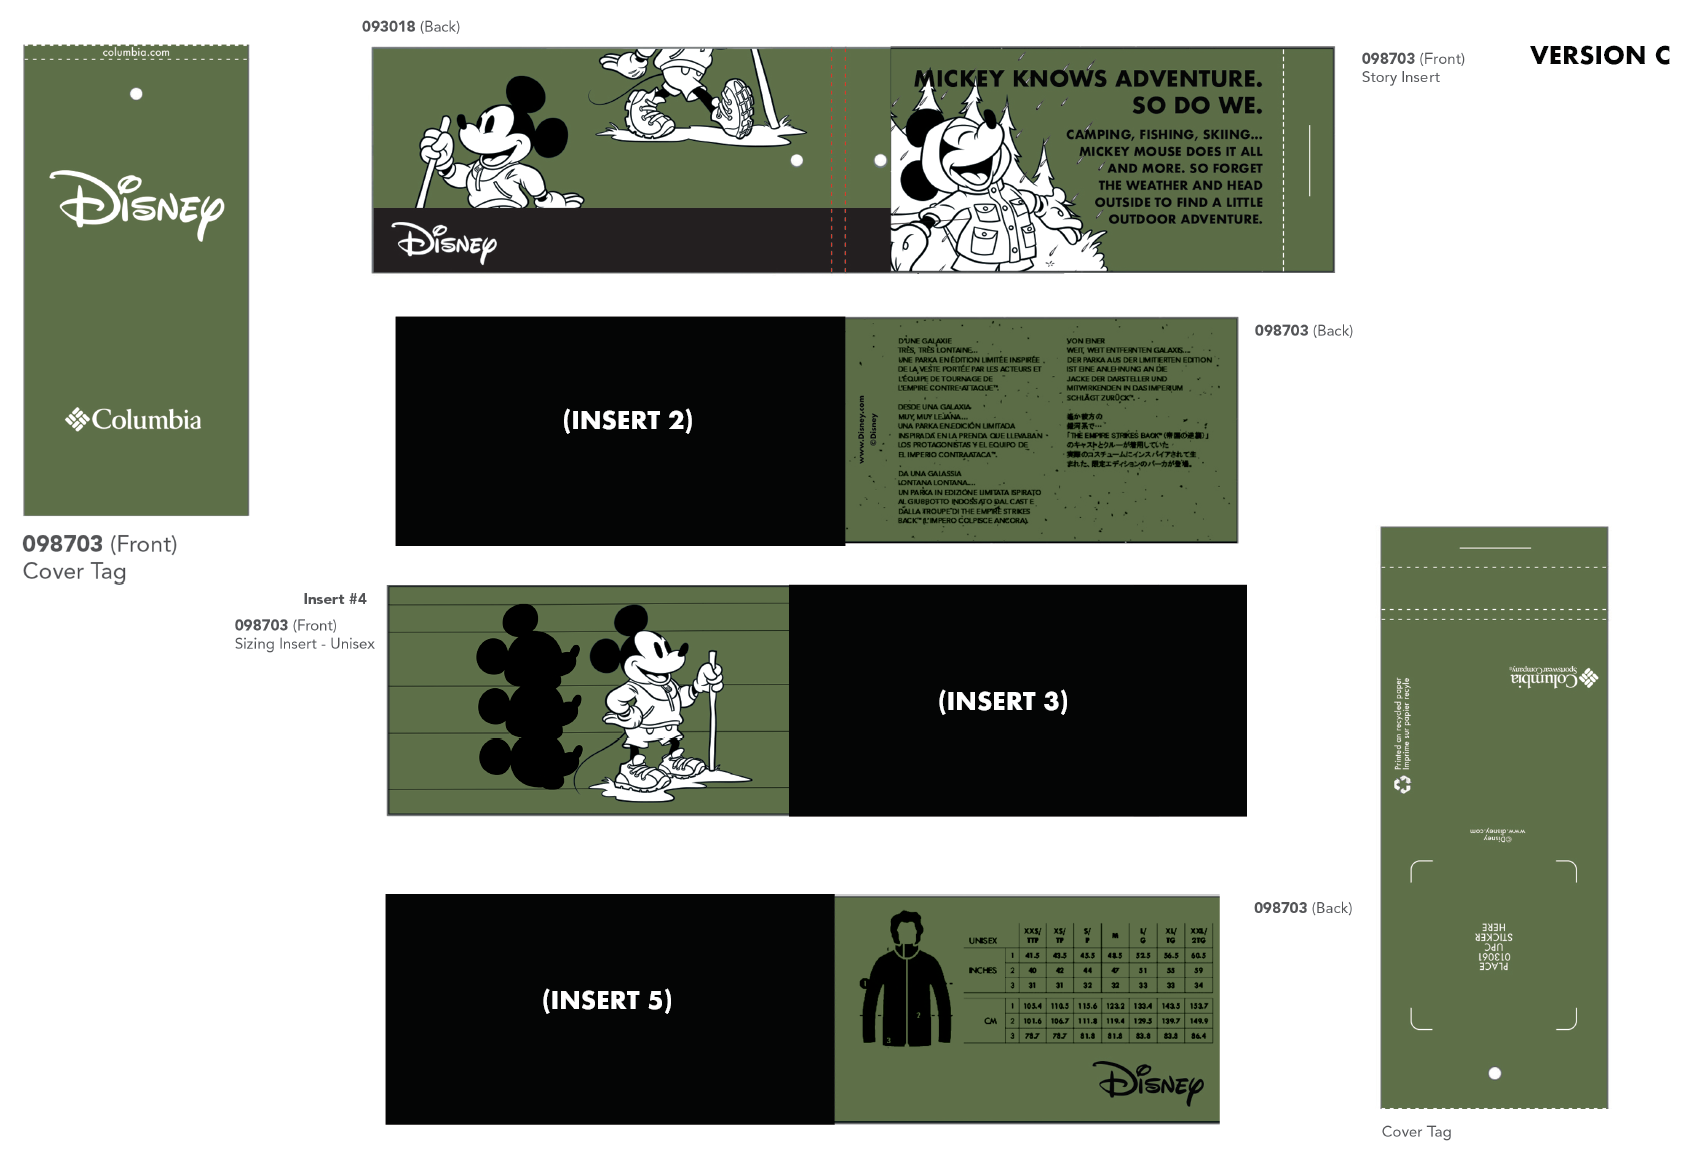 columbia.com
Disney
Columbia
098703 (Front)
Cover Tag
093018 (Back)
Disney
MICKEY KNOWS ADVENTURE.
SO DO WE.
CAMPING, FISHING, SKIING...
MICKEY MOUSE DOES IT ALL
AND MORE. SO FORGET
THE WEATHER AND HEAD
OUTSIDE TO FIND A LITTLE
OUTDOOR ADVENTURE.
098703 (Front)
Story Insert
VERSION C
(INSERT 2)
www.Disney.com
©Disney
D'UNE GALAXIE
TRÈS, TRÈS LONTAINE...
UNE PARKA EN ÉDITION LIMITÉE INSPIRÉE
DE LA VESTE PORTÉE PAR LES ACTEURS ET
L'ÉQUIPE DE TOURNAGE DE
L'EMPIRE CONTRE-ATTAQUE™.
DESDE UNA GALAXIA
MUY, MUY LEJANA...
UNA PARKA EN EDICIÓN LIMITADA
INSPIRADA EN LA PRENDA QUE LLEVABAN
LOS PROTAGONISTAS Y EL EQUIPO DE
EL IMPERIO CONTRAATACA™.
DA UNA GALASSIA
LONTANA LONTANA....
UN PARKA IN EDIZIONE LIMITATA ISPIRATO
AL GIUBBOTTO INDOSSATO DAL CAST E
DALLA TROUPE DI THE EMPIRE STRIKES
BACK™ (L'IMPERO COLPISCE ANCORA).
VON EINER
WEIT, WEIT ENTFERNTEN GALAXIS....
DER PARKA AUS DER LIMITIERTEN EDITION
IST EINE ANLEHNUNG AN DIE
JACKE DER DARSTELLER UND
MITWIRKENDEN IN DAS IMPERIUM
SCHLÄGT ZURÜCK™.
遥か彼方の
銀河系で…
「THE EMPIRE STRIKES BACK™（帝国の逆襲）」
のキャストとクルーが着用していた
実際のコスチュームにインスパイアされて生
まれた、限定エディションのパーカが登場。
098703 (Back)
Insert #4
098703 (Front)
Sizing Insert - Unisex
(INSERT 3)
(INSERT 5)
1
2
3
UNISEX XXS/TTP XS/TP S/P M L/G XL/TG XXL/2TG
INCHES
1 41.5 43.5 45.5 48.5 52.5 56.5 60.5
2 40 42 44 47 51 55 59
3 31 31 32 32 33 33 34
CM
1 105.4 110.5 115.6 123.2 133.4 143.5 153.7
2 101.6 106.7 111.8 119.4 129.5 139.7 149.9
3 78.7 78.7 81.8 81.8 83.8 83.8 86.4
Disney
098703 (Back)
Columbia
Sportswear Company®
Printed on recycled paper
Imprime sur papier recyle
©Disney
www.disney.com
PLACE
013061
UPC
STICKER
HERE
Cover Tag